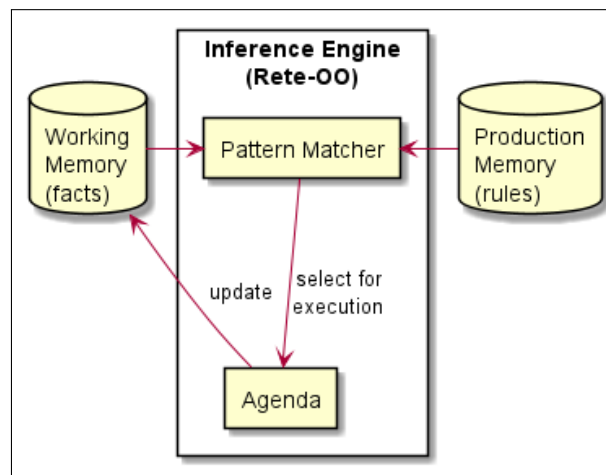 Inference Engine
(Rete-OO)
Working
Memory
(facts)
Pattern Matcher
Production
Memory
(rules)
update
select for
execution
Agenda